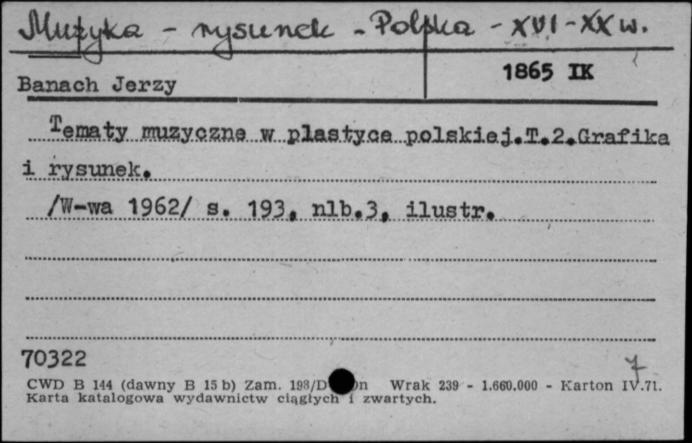 Muzyka - rysunek - Polska - XVI-XX w.
1865 IK
Banach Jerzy
Tematy muzyczne w plastyce polskiej.T.2.Grafika
i rysunek.
/W-wa 1962/ s. 193, nlb.3, ilustr.
70322
7
CWD B 144 (dawny B 15 b) Zam. 198/D n Wrak 239 - 1.660.000 - Karton IV.71.
Karta katalogowa wydawnictw ciągłych i zwartych.